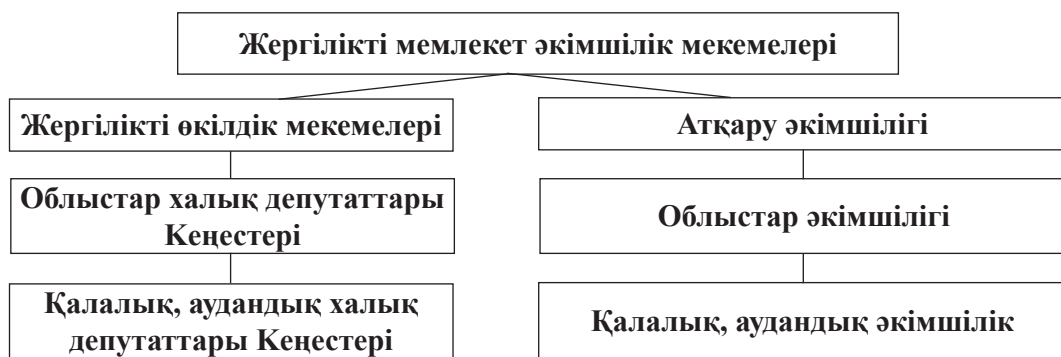 Жергілікті мемлекет әкімшілік мекемелері
Жергілікті өкілдік мекемелері
Атқару әкімшілігі
Облыстар халық депутаттары
Кеңестері
Облыстар әкімшілігі
Қалалық, аудандық халық
депутаттары Кеңестері
Қалалық, аудандық әкімшілік